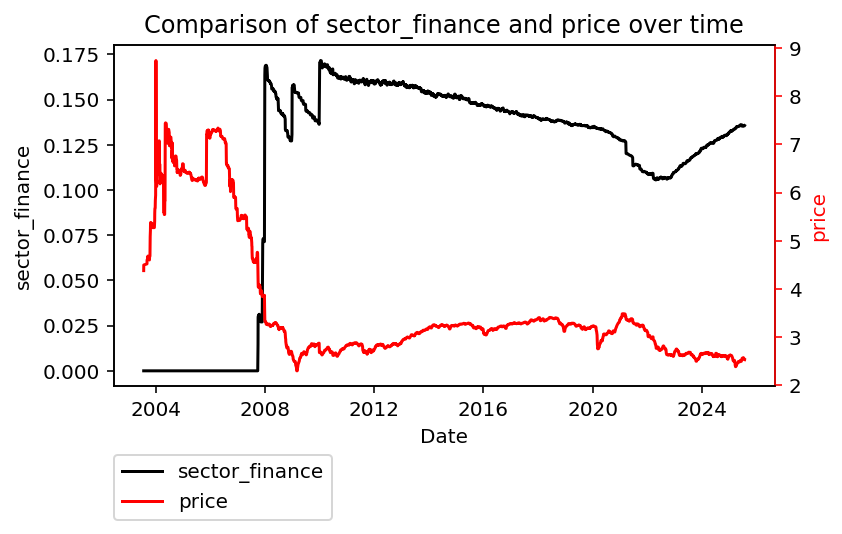 Comparison of sector_finance and price over time
0.175
0.150
0.125
0.100
0.075
0.050
0.025
0.000
sector_finance
9
8
7
6
5
4
3
2
price
2004 2008 2012 2016 2020 2024
Date
sector_finance
price